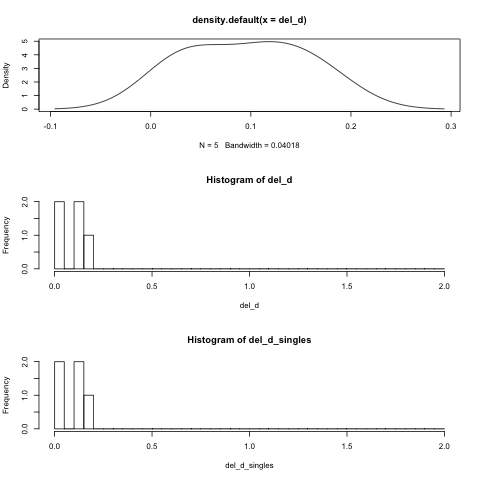 density.default(x = del_d)
Density
0 1 2 3 4 5
-0.1 0.0 0.1 0.2 0.3
N = 5 Bandwidth = 0.04018
Histogram of del_d
Frequency
0.0 1.0 2.0
0.0 0.5 1.0 1.5 2.0
del_d
Histogram of del_d_singles
Frequency
0.0 1.0 2.0
0.0 0.5 1.0 1.5 2.0
del_d_singles